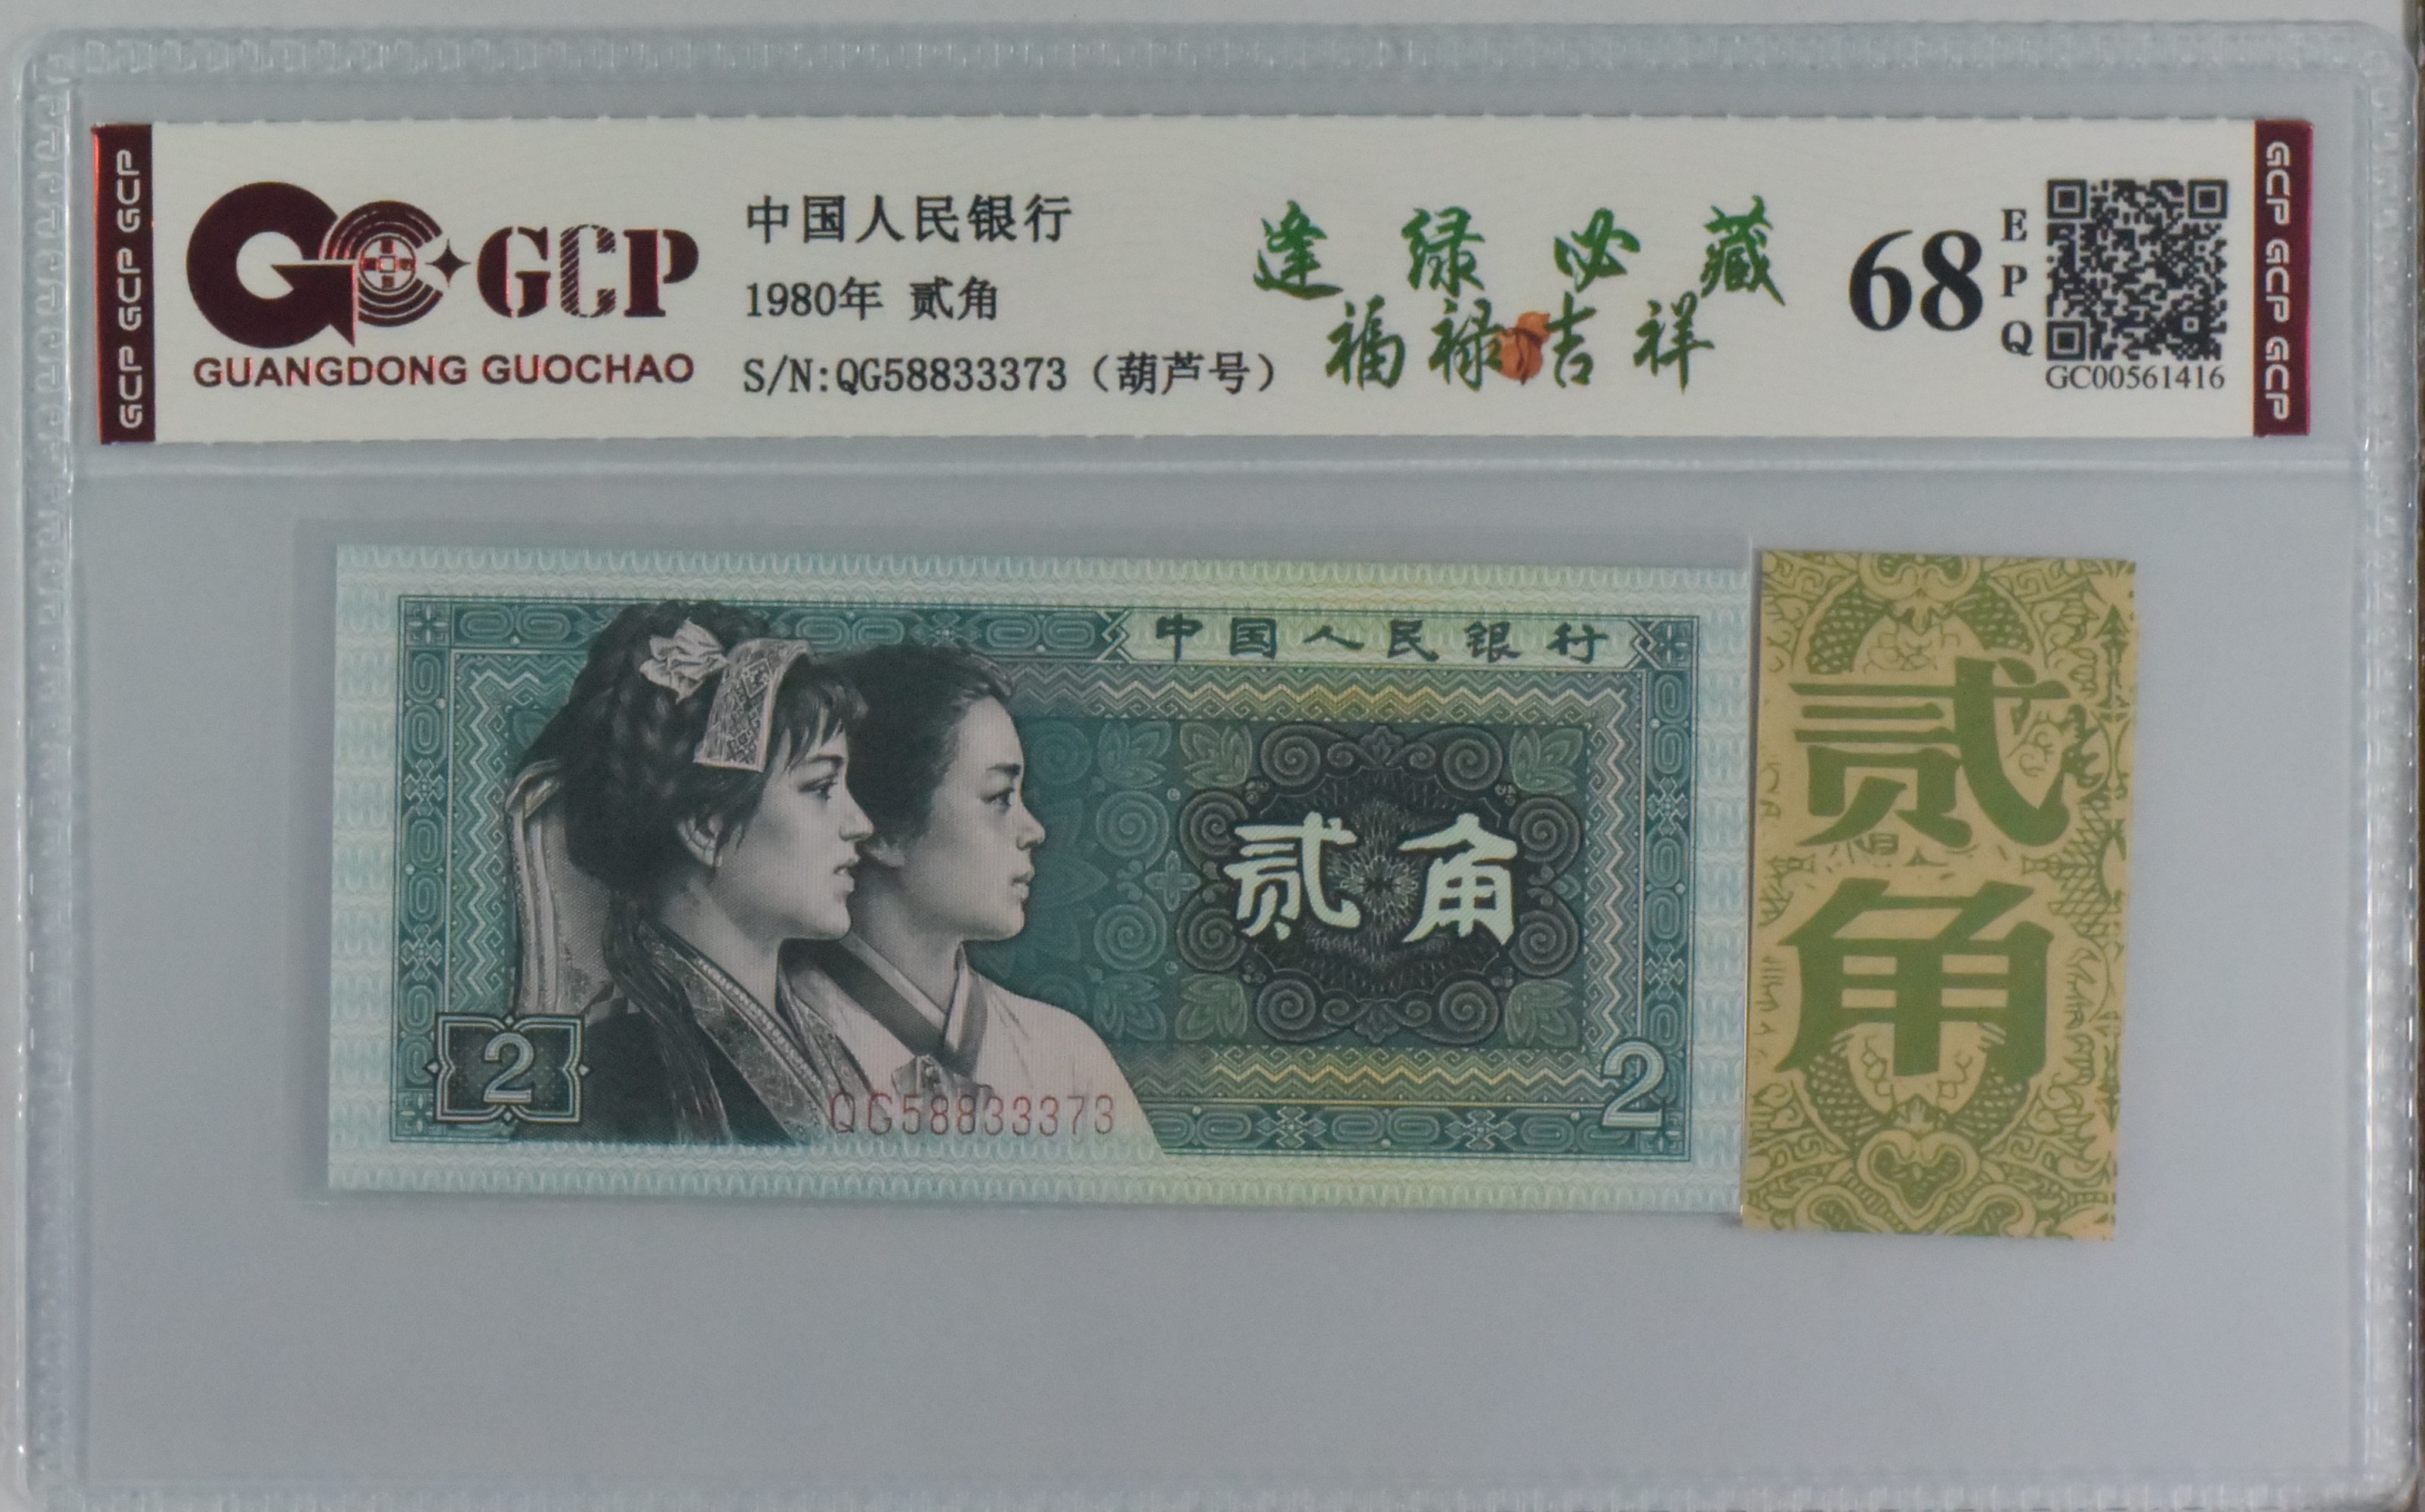 GCP GCP GCP
GCP
GUANGDONG GUOCHAO
中国人民银行
1980年 贰角
S/N:QG58833373（葫芦号）
逢绿必藏
福禄吉祥
68
EPQ
GC00561416
GCP GCP GCP
中国人民银行
贰角
2
QG58833373
2
贰角